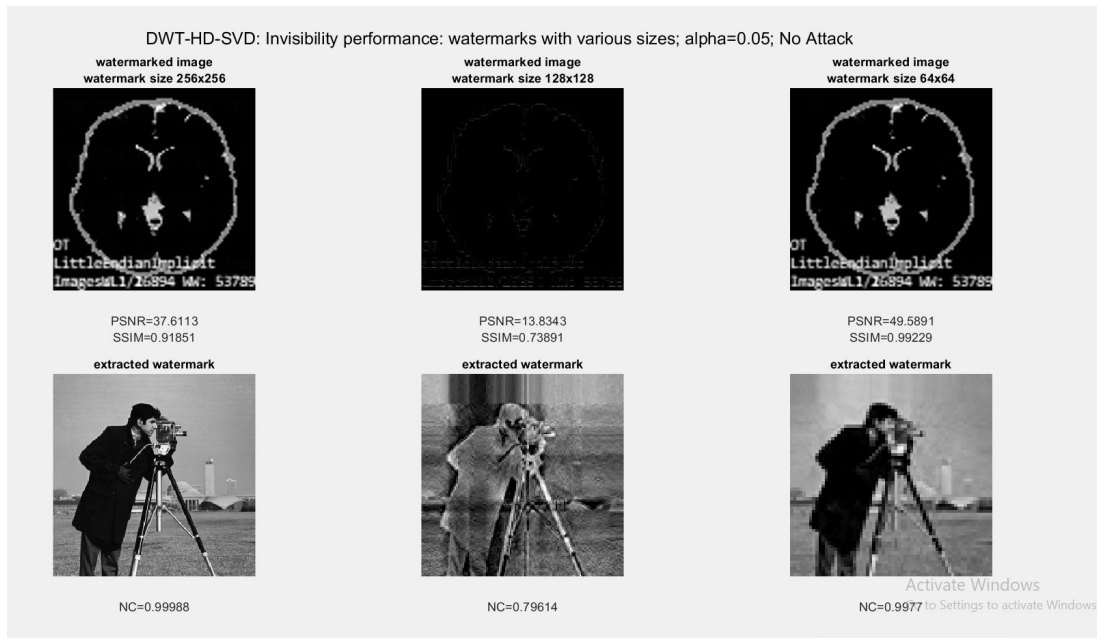 DWT-HD-SVD: Invisibility performance: watermarks with various sizes; alpha=0.05; No Attack
watermarked image
watermark size 256x256
watermarked image
watermark size 128x128
watermarked image
watermark size 64x64
OT
LittleEndianImplicit
WL1/26894 WW: 53789
OT
LittleEndianImplicit
WL1/26894 WW: 53789
PSNR=37.6113
SSIM=0.91851
PSNR=13.8343
SSIM=0.73891
PSNR=49.5891
SSIM=0.99229
extracted watermark
extracted watermark
extracted watermark
NC=0.99988
NC=0.79614
NC=0.9977
Activate Windows
to Settings to activate Windows